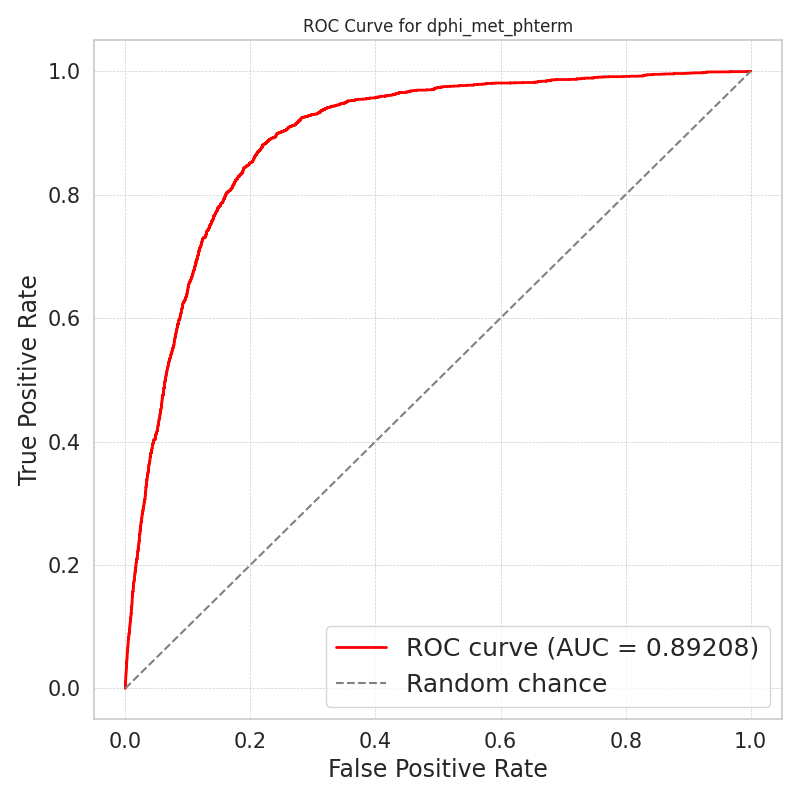 ROC Curve for dphi_met_phterm
True Positive Rate
1.0
0.8
0.6
0.4
0.2
0.0
ROC curve (AUC = 0.89208)
Random chance
0.0 0.2 0.4 0.6 0.8 1.0
False Positive Rate